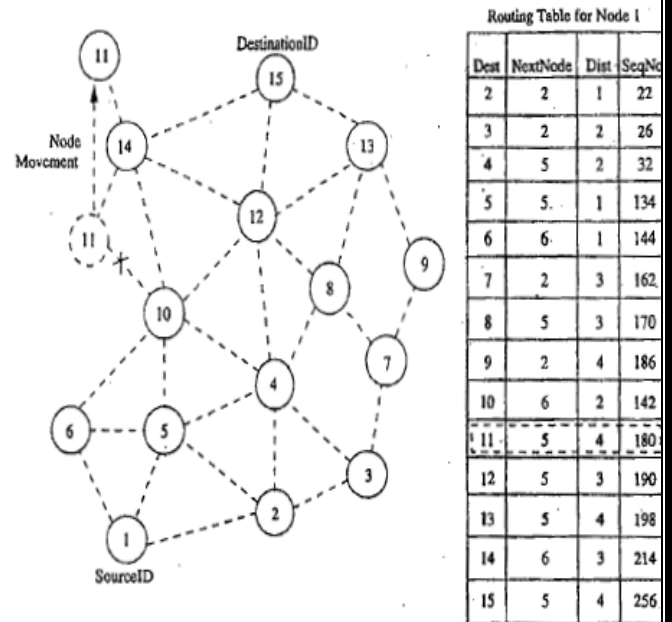 Routing Table for Node 1
11
DestinationID
15
Node
Movement
14
13
11
12
9
8
10
7
4
6
5
3
2
1
SourceID
Dest NextNode Dist SeqNo
2 2 1 22
3 2 2 26
4 5 2 32
5 5. 1 134
6 6. 1 144
7 2 3 162
8 5 3 170
9 2 4 186
10 6 2 142
11 5 4 180
12 5 3 190
13 5 4 198
14 6 3 214
15 5 4 256